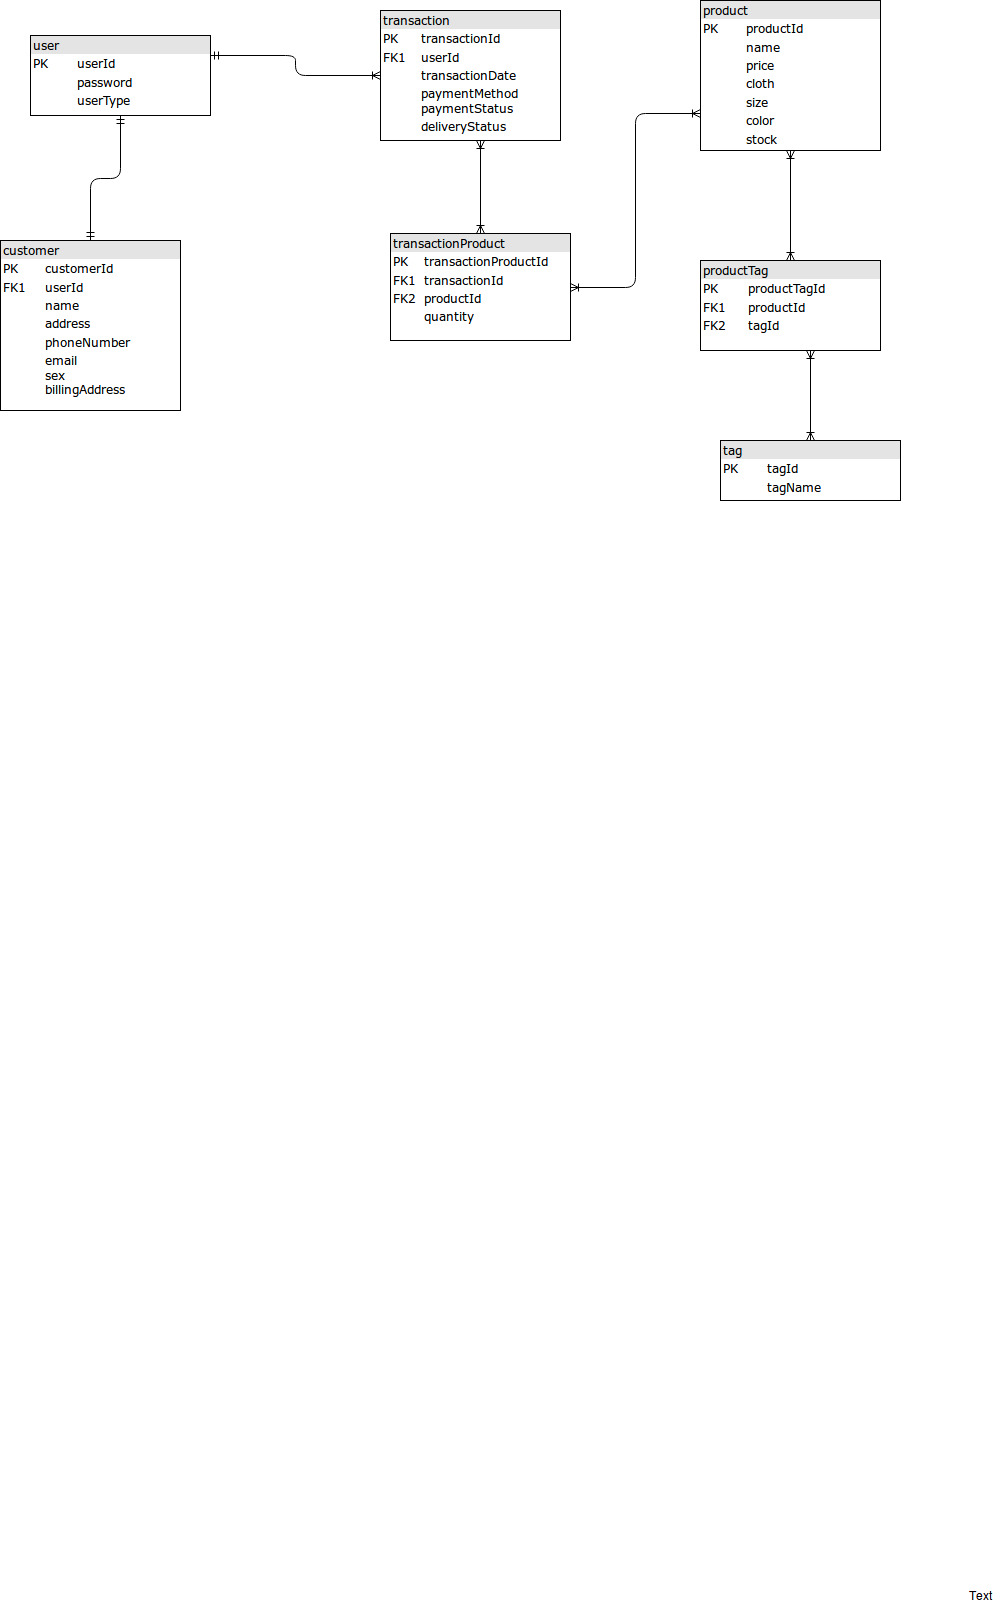 user
PK userId
password
userType
transaction
PK transactionId
FK1 userId
transactionDate
paymentMethod
paymentStatus
deliveryStatus
product
PK productId
name
price
cloth
size
color
stock
customer
PK customerId
FK1 userId
name
address
phoneNumber
email
sex
billingAddress
transactionProduct
PK transactionProductId
FK1 transactionId
FK2 productId
quantity
productTag
PK productTagId
FK1 productId
FK2 tagId
tag
PK tagId
tagName
Text